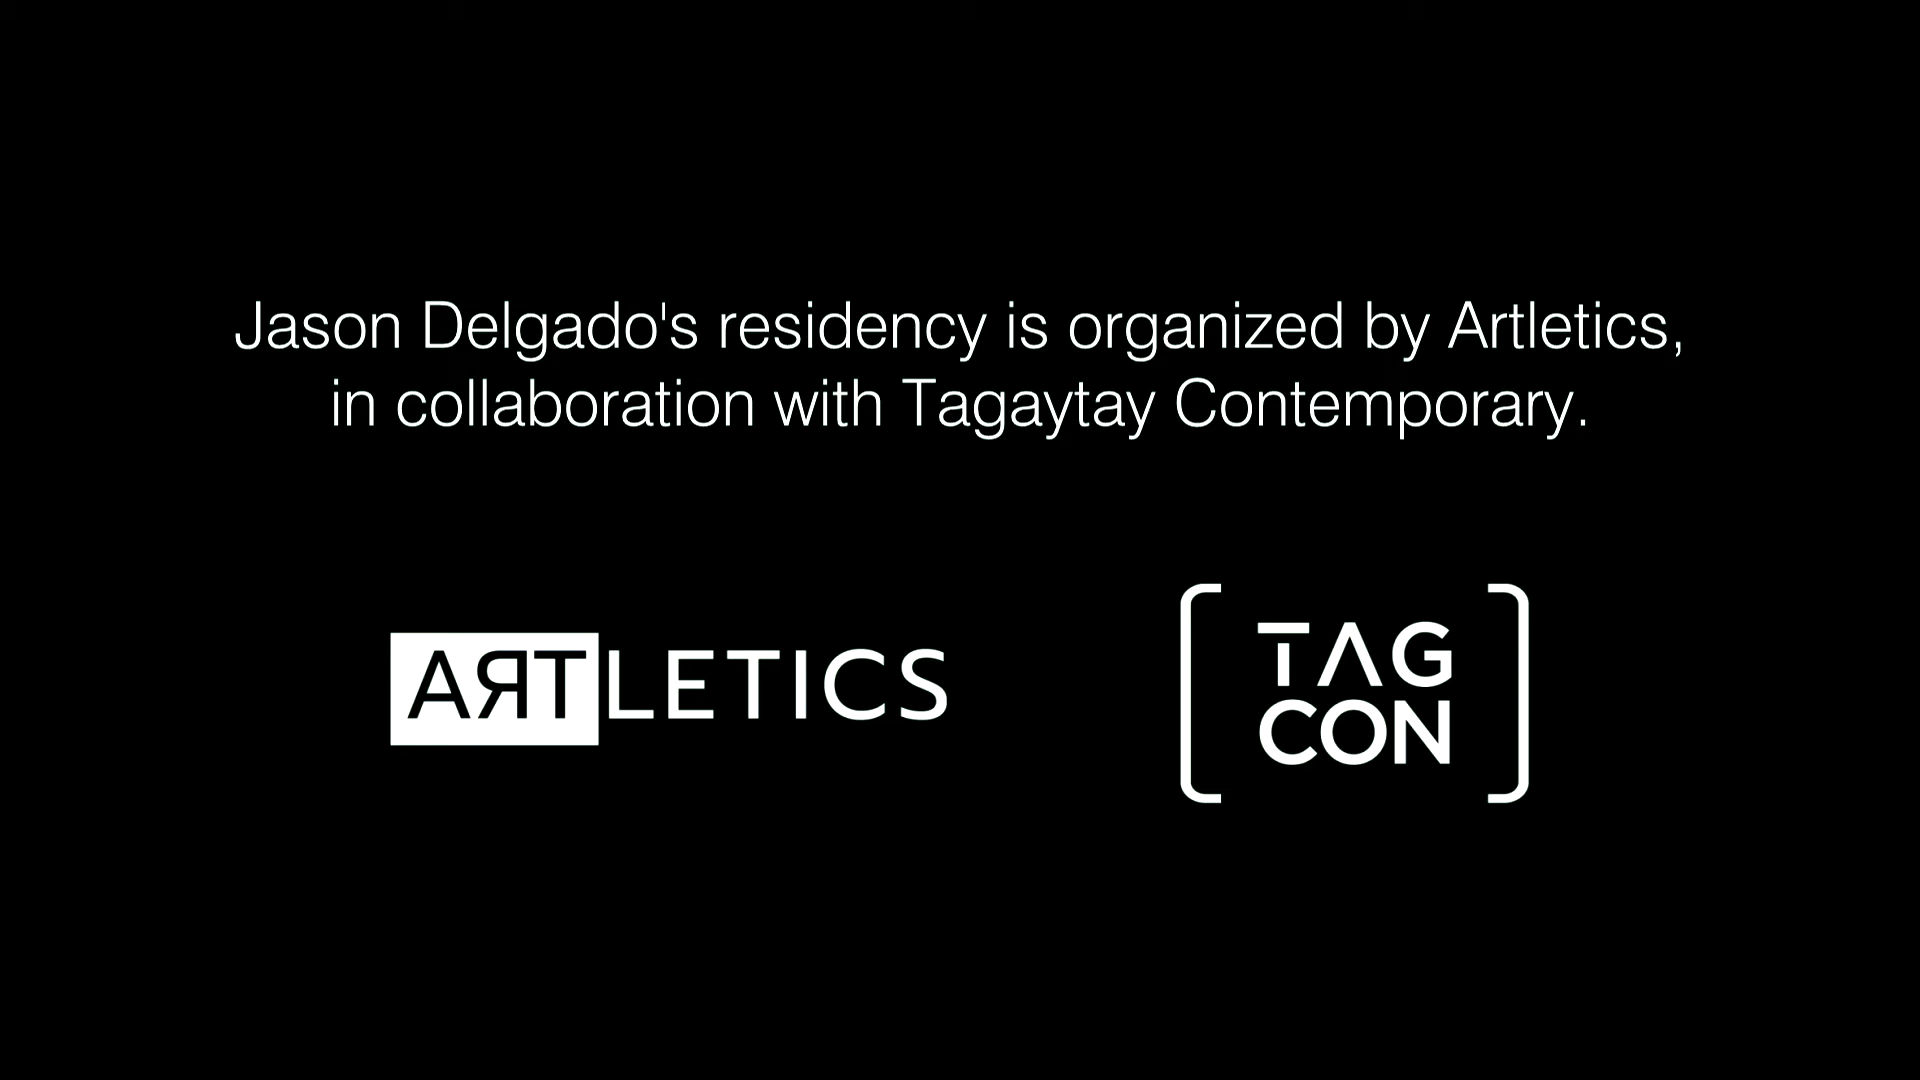 Jason Delgado's residency is organized by Artletics,
in collaboration with Tagaytay Contemporary.
ARTLETICS
TAG
CON